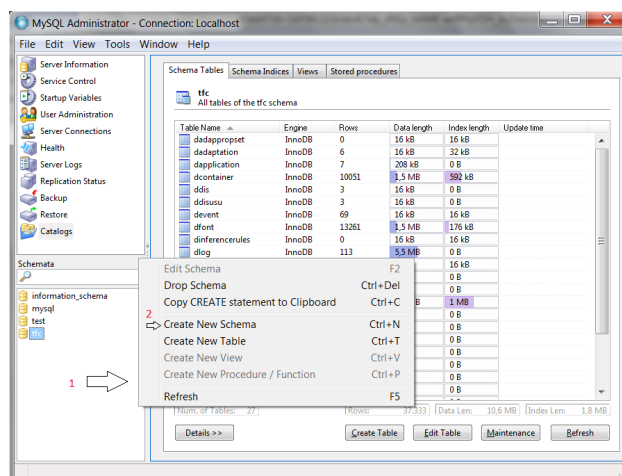 MySQL Administrator - Connection: Localhost
File Edit View Tools Window Help
Server Information
Service Control
Startup Variables
User Administration
Server Connections
Health
Server Logs
Replication Status
Backup
Restore
Catalogs
Schemata
information_schema
mysql
test
tfc
1
Schema Tables Schema Indices Views Stored procedures
tfc
All tables of the tfc schema
Table Name Engine Rows Data length Index length Update time
dadappropset InnoDB 0 16 kB 16 kB
dadaptation InnoDB 6 16 kB 32 kB
dapplication InnoDB 7 208 kB 0 B
dcontainer InnoDB 10051 1,5 MB 592 kB
ddis InnoDB 3 16 kB 0 B
ddisusu InnoDB 3 16 kB 0 B
devent InnoDB 69 16 kB 16 kB
dfont InnoDB 13261 1,5 MB 176 kB
dinferencerules InnoDB 0 16 kB 16 kB
dlog InnoDB 113 5,5 MB 0 B
16 kB
0 B
0 B
B 1 MB
0 B
0 B
0 B
0 B
0 B
0 B
Edit Schema F2
Drop Schema Ctrl+Del
Copy CREATE statement to Clipboard Ctrl+C
2
Create New Schema Ctrl+N
Create New Table Ctrl+T
Create New View Ctrl+V
Create New Procedure / Function Ctrl+P
Refresh F5
Num. of Tables: 27 Rows: 37.333 Data Len: 10,6 MB Index Len: 1,8 MB
Details >> Create Table Edit Table Maintenance Refresh